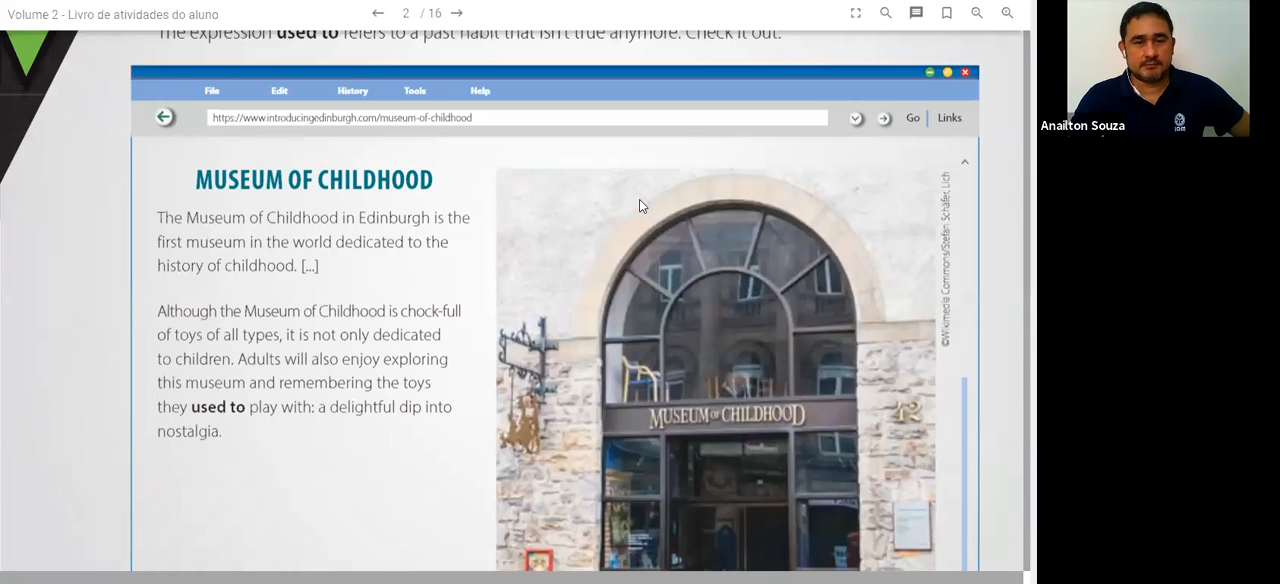 Volume 2 - Livro de atividades do aluno
2 / 16
The expression used to refers to a past habit that isn't true anymore. Check it out.
File Edit History Tools Help
https://www.introducingedinburgh.com/museum-of-childhood
Go Links
MUSEUM OF CHILDHOOD
The Museum of Childhood in Edinburgh is the
first museum in the world dedicated to the
history of childhood. [...]
Although the Museum of Childhood is chock-full
of toys of all types, it is not only dedicated
to children. Adults will also enjoy exploring
this museum and remembering the toys
they used to play with: a delightful dip into
nostalgia.
MUSEUM OF CHILDHOOD
42
©Wikimedia Commons/Stefan Schäfer, Lich
Anailton Souza